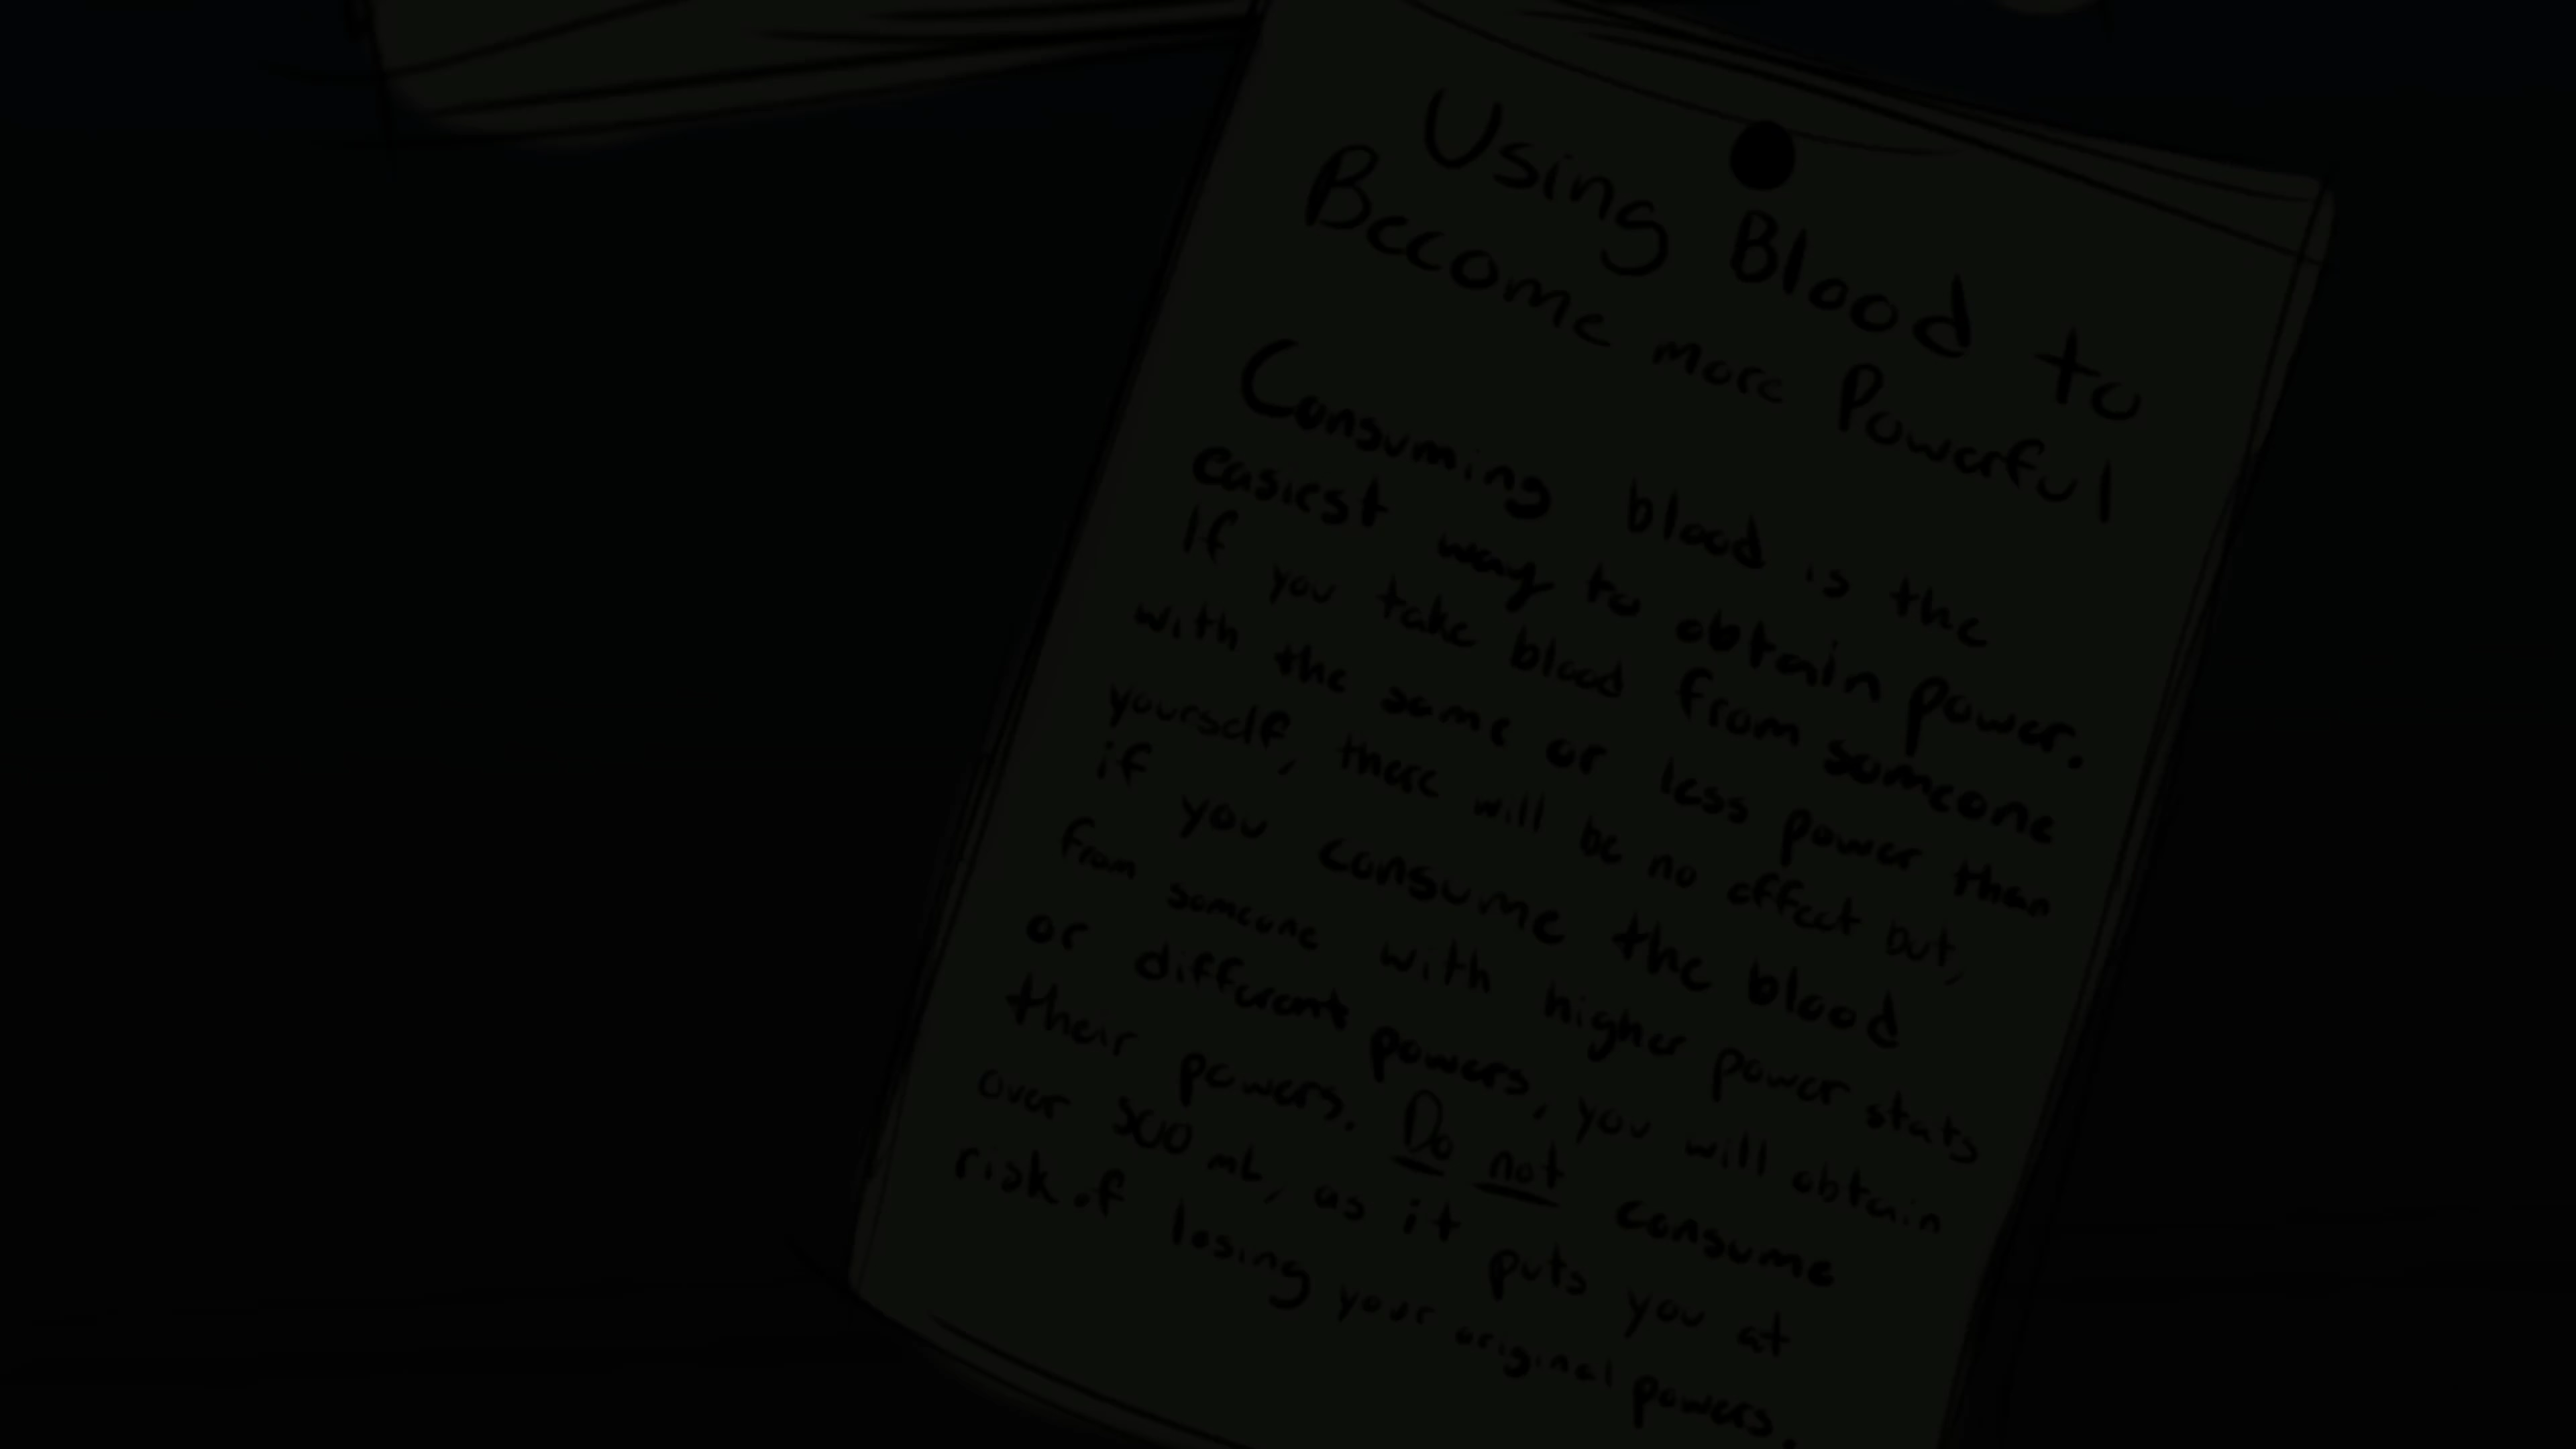 Using Blood to
Become more Powerful
Consuming blood is the
easiest way to obtain power.
If you take blood from someone
with the same or less power than
yourself, there will be no affect but,
if you consume the blood
from someone with higher power stats
or different powers, you will obtain
their powers. Do not consume
over 500 mL, as it puts you at
risk of losing your original powers.